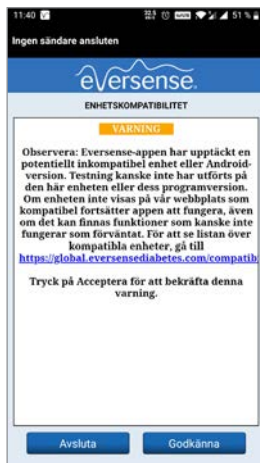 11:40
51 %
Ingen sändare ansluten
eversense.
ENHETSKOMPATIBILITET
VARNING
Observera: Eversense-appen har upptäckt en
potentiellt inkompatibel enhet eller Android-
version. Testning kanske inte har utförts på
den här enheten eller dess programversion.
Om enheten inte visas på vår webbplats som
kompatibel fortsätter appen att fungera, även
om det kan finnas funktioner som kanske inte
fungerar som förväntat. För att se listan över
kompatibla enheter, gå till
https://global.eversensediabetes.com/compatib
Tryck på Acceptera för att bekräfta denna
varning.
Avsluta
Godkänna